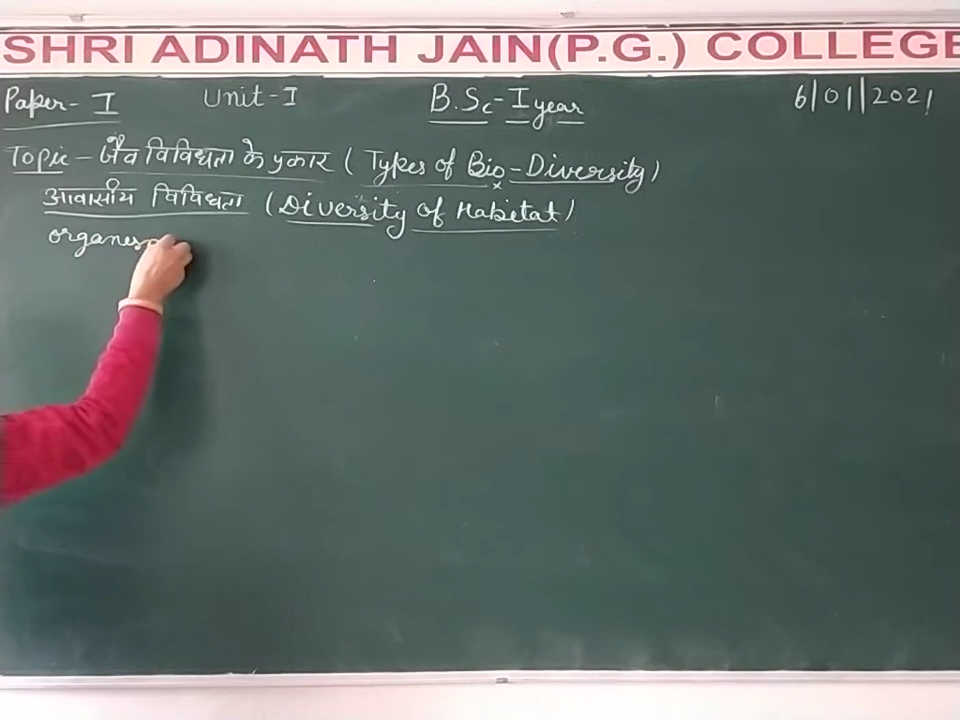 SHRI ADINATH JAIN(P.G.) COLLEGE
Paper- I Unit-I B.Sc-I year 6/01/2021
Topic - जैव विविधता के प्रकार ( Types of Bio-Diversity)
आवासीय विविधता (Diversity of Habitat)